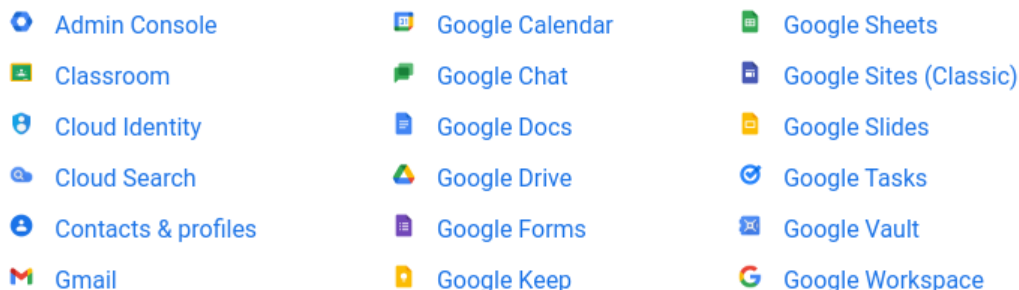 Admin Console
Classroom
Cloud Identity
Cloud Search
Contacts & profiles
Gmail
Google Calendar
Google Chat
Google Docs
Google Drive
Google Forms
Google Keep
Google Sheets
Google Sites (Classic)
Google Slides
Google Tasks
Google Vault
Google Workspace